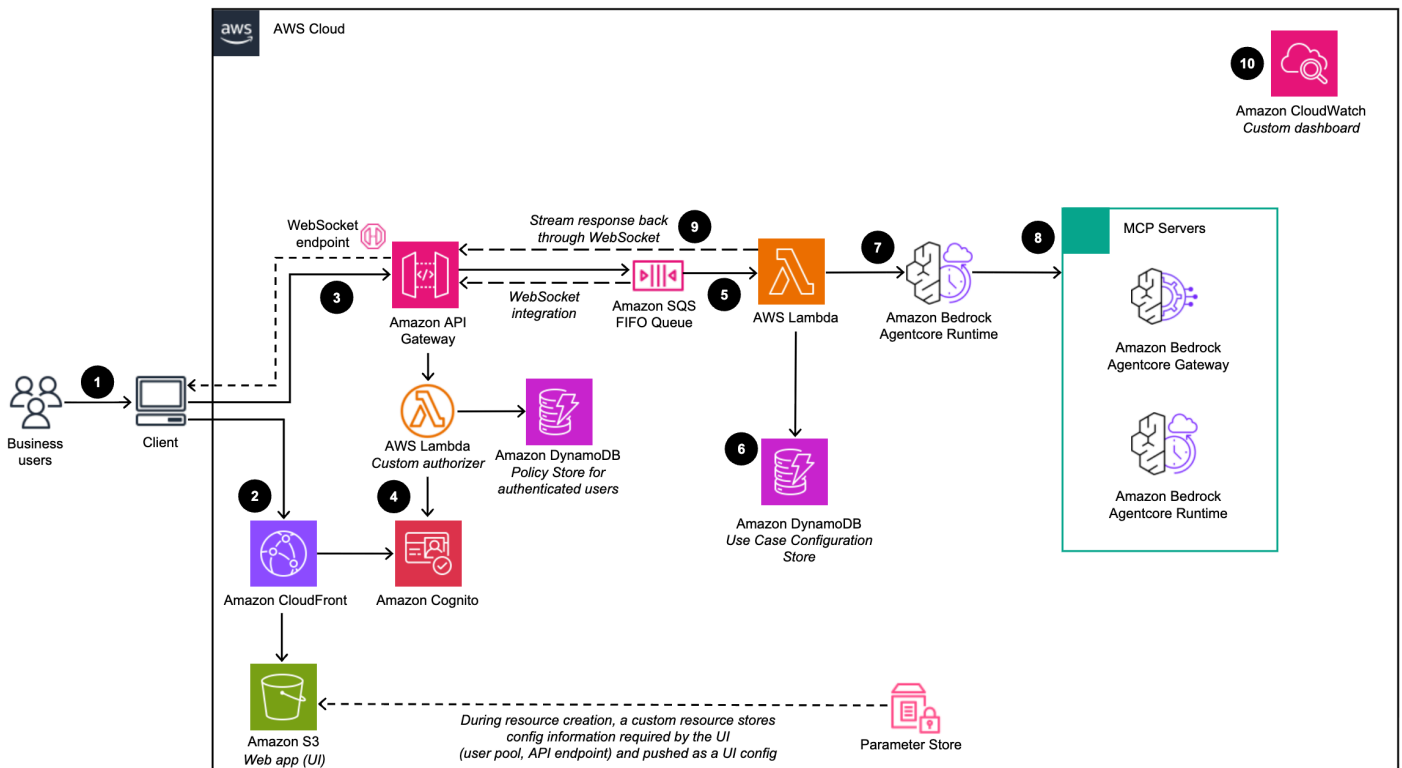 aws
AWS Cloud
10
Amazon CloudWatch
Custom dashboard
WebSocket
endpoint
Stream response back
through WebSocket
9
7
8
MCP Servers
3
WebSocket
integration
5
Amazon API
Gateway
Amazon SQS
FIFO Queue
AWS Lambda
Amazon Bedrock
Agentcore Runtime
Amazon Bedrock
Agentcore Gateway
1
Business
users
Client
AWS Lambda
Custom authorizer
Amazon DynamoDB
Policy Store for
authenticated users
6
Amazon Bedrock
Agentcore Runtime
2
4
Amazon DynamoDB
Use Case Configuration
Store
Amazon CloudFront
Amazon Cognito
Amazon S3
Web app (UI)
During resource creation, a custom resource stores
config information required by the UI
(user pool, API endpoint) and pushed as a UI config
Parameter Store